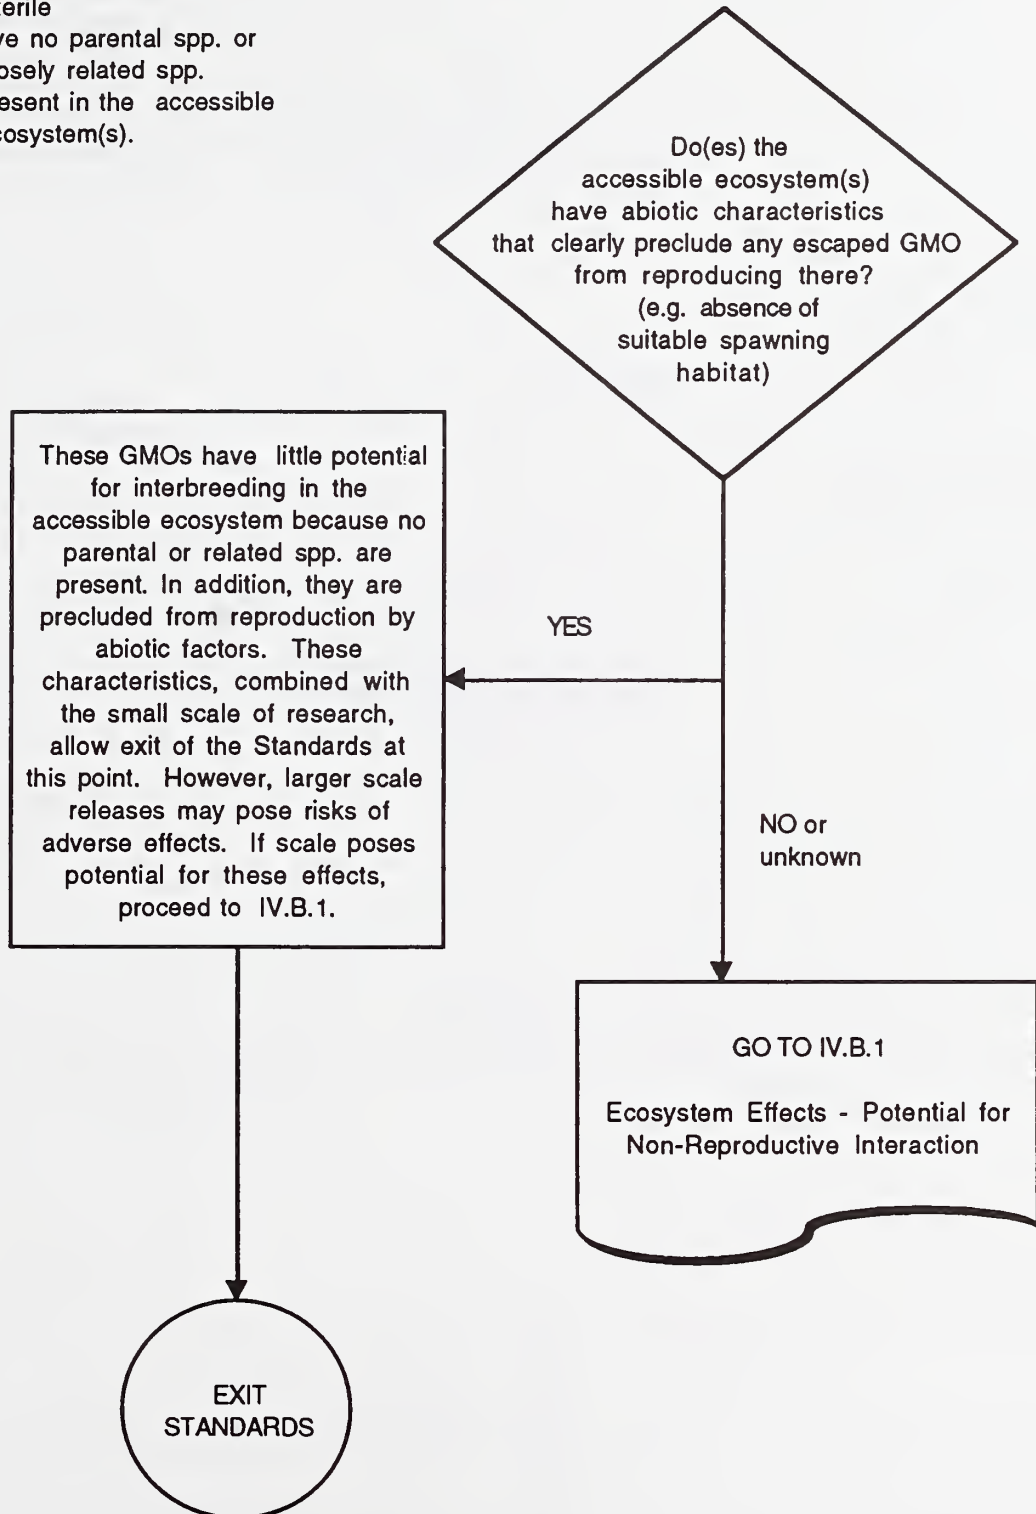 no parental spp. or
related spp.
in the accessible
Do(es) the
accessible ecosystem(s)
have abiotic characteristics
that clearly preclude any escaped GMO
from reproducing there?
(e.g. absence of
suitable spawning
habitat)
These GMOs have little potential
for interbreeding in the
accessible ecosystem because no
parental or related spp. are
present. In addition, they are
precluded from reproduction by
abiotic factors. These
characteristics, combined with
the small scale of research,
allow exit of the Standards at
this point. However, larger scale
releases may pose risks of
adverse effects. If scale poses
potential for these effects,
proceed to IV.B.1.
YES
NO or
unknown
GO TO IV.B.1
Ecosystem Effects - Potential for
Non-Reproductive Interaction
EXIT
STANDARDS